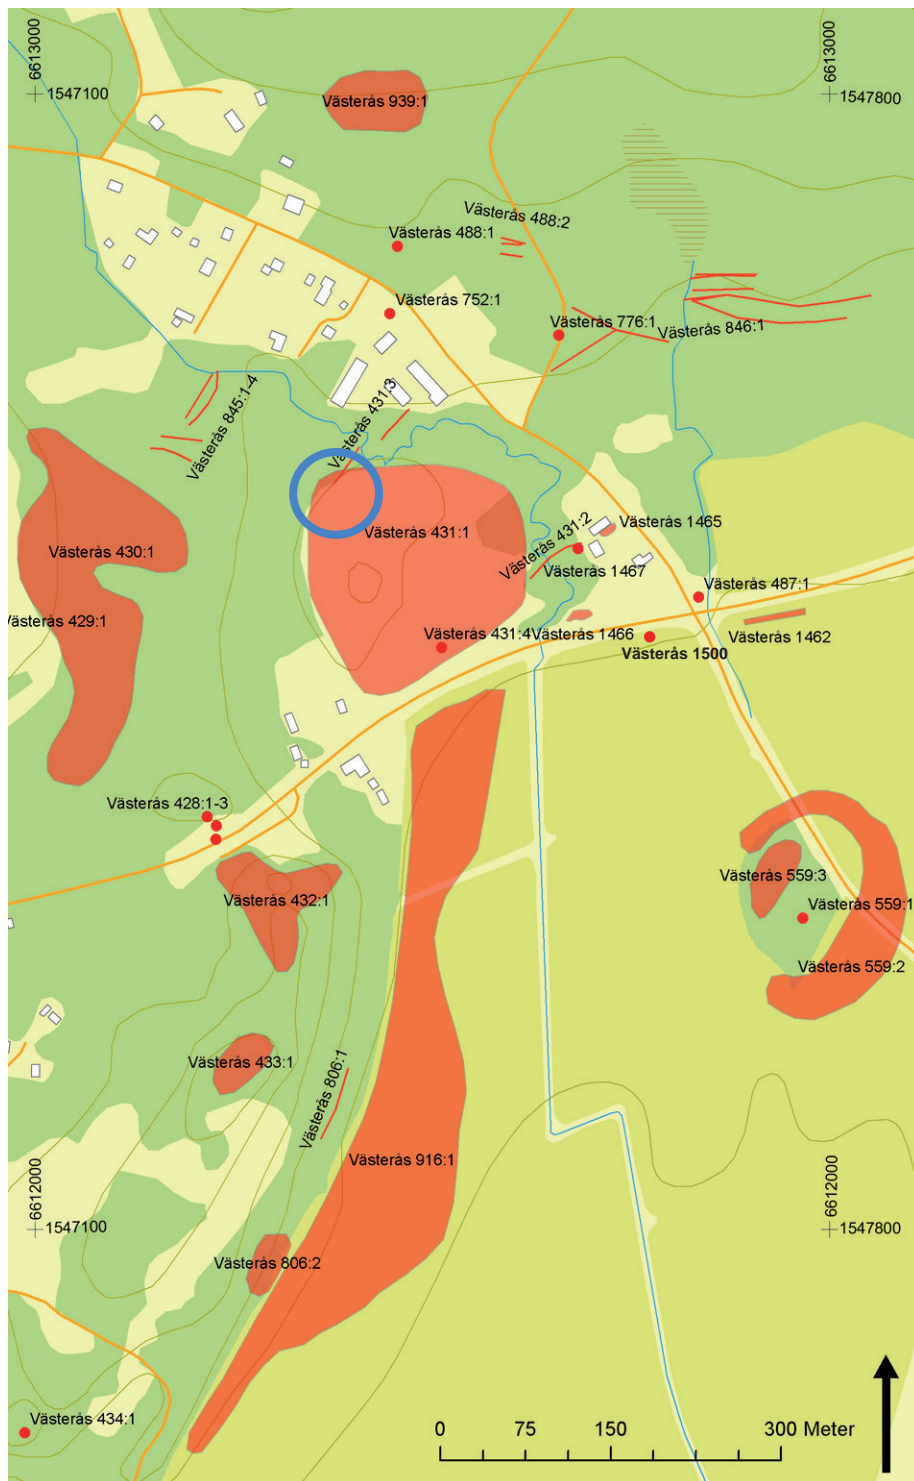 6613000
1547100
6613000
1547800
Västerås 939:1
Västerås 488:2
Västerås 488:1
Västerås 752:1
Västerås 776:1
Västerås 846:1
Västerås 845:1-4
Västerås 431:3
Västerås 431:1
Västerås 431:2
Västerås 1465
Västerås 430:1
Västerås 1467
Västerås 487:1
Västerås 429:1
Västerås 431:4
Västerås 1466
Västerås 1462
Västerås 1500
Västerås 428:1-3
Västerås 559:3
Västerås 432:1
Västerås 559:1
Västerås 559:2
Västerås 433:1
Västerås 806:1
Västerås 916:1
6612000
1547100
6612000
1547800
Västerås 806:2
Västerås 434:1
0 75 150 300 Meter